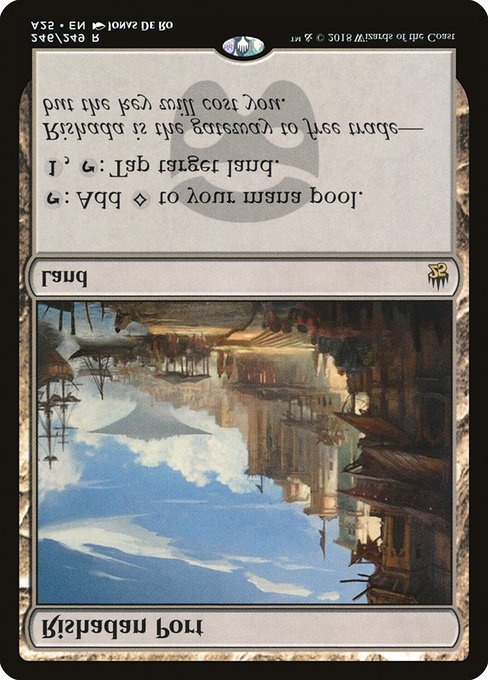 Rishadan Port
Land
T: Add ◇ to your mana pool.
1, T: Tap target land.
Rishada is the gateway to free trade—
but the key will cost you.
246/249 R
A25 • EN Jonas De Ro
™ & © 2018 Wizards of the Coast